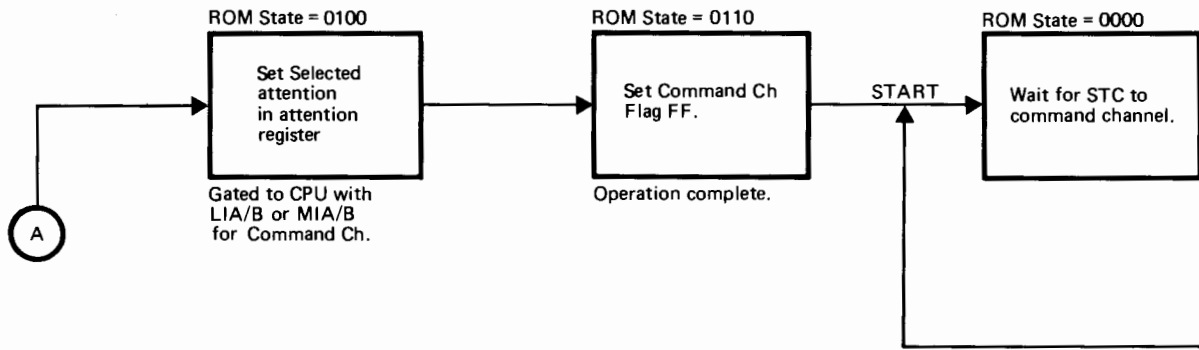 ROM State = 0100
Set Selected
attention
in attention
register
Gated to CPU with
LIA/B or MIA/B
for Command Ch.
A
ROM State = 0110
Set Command Ch
Flag FF.
Operation complete.
START
ROM State = 0000
Wait for STC to
command channel.